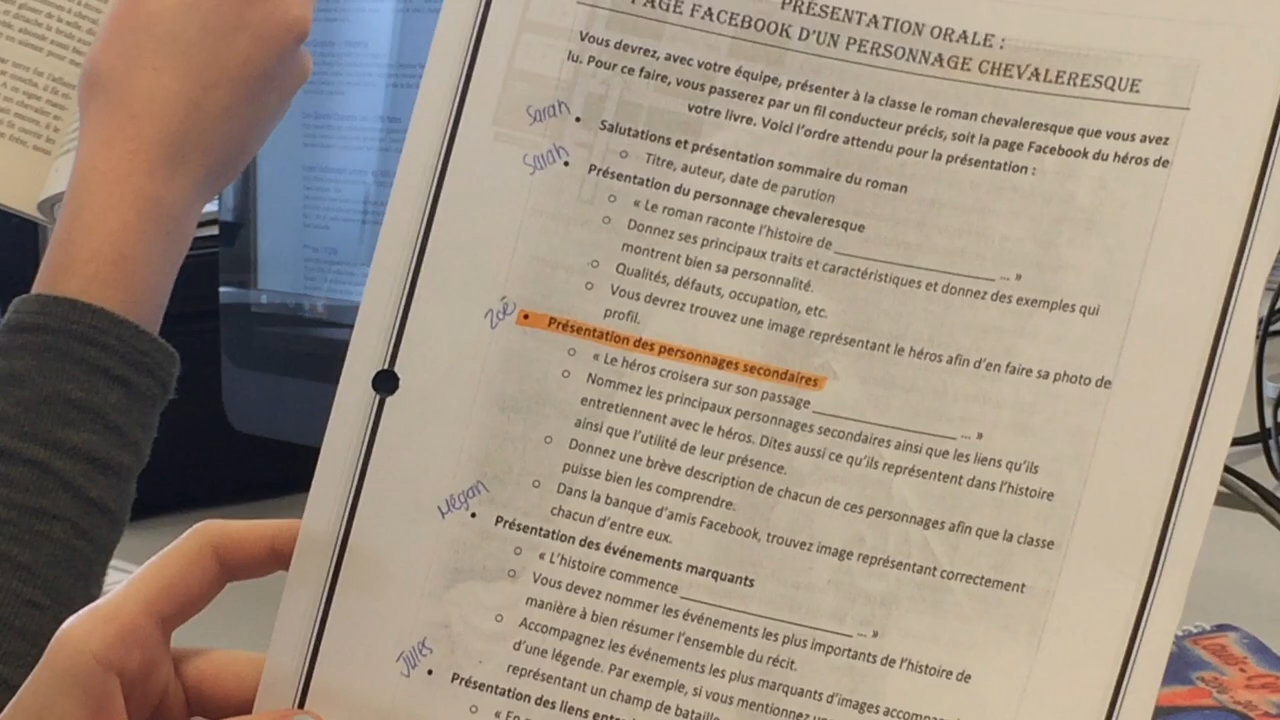 PRÉSENTATION ORALE :
PAGE FACEBOOK D'UN PERSONNAGE CHEVALERESQUE
Vous devrez, avec votre équipe, présenter à la classe le roman chevaleresque que vous avez
lu. Pour ce faire, vous passerez par un fil conducteur précis, soit la page Facebook du héros de
votre livre. Voici l'ordre attendu pour la présentation :
Sarah
• Salutations et présentation sommaire du roman
o Titre, auteur, date de parution
Sarah
• Présentation du personnage chevaleresque
o « Le roman raconte l'histoire de ____________________ ... »
o Donnez ses principaux traits et caractéristiques et donnez des exemples qui
montrent bien sa personnalité.
o Qualités, défauts, occupation, etc.
o Vous devrez trouvez une image représentant le héros afin d'en faire sa photo de
profil.
Zoé
• Présentation des personnages secondaires
o « Le héros croisera sur son passage ____________________ ... »
o Nommez les principaux personnages secondaires ainsi que les liens qu'ils
entretiennent avec le héros. Dites aussi ce qu'ils représentent dans l'histoire
ainsi que l'utilité de leur présence.
o Donnez une brève description de chacun de ces personnages afin que la classe
puisse bien les comprendre.
o Dans la banque d'amis Facebook, trouvez image représentant correctement
chacun d'entre eux.
Mégan
• Présentation des événements marquants
o « L'histoire commence ____________________ ... »
o Vous devez nommer les événements les plus importants de l'histoire de
manière à bien résumer l'ensemble du récit.
o Accompagnez les événements les plus marquants d'images
d'une légende. Par exemple, si vous mentionnez
représentant un champ de bataille
Jules
• Présentation des liens
o «